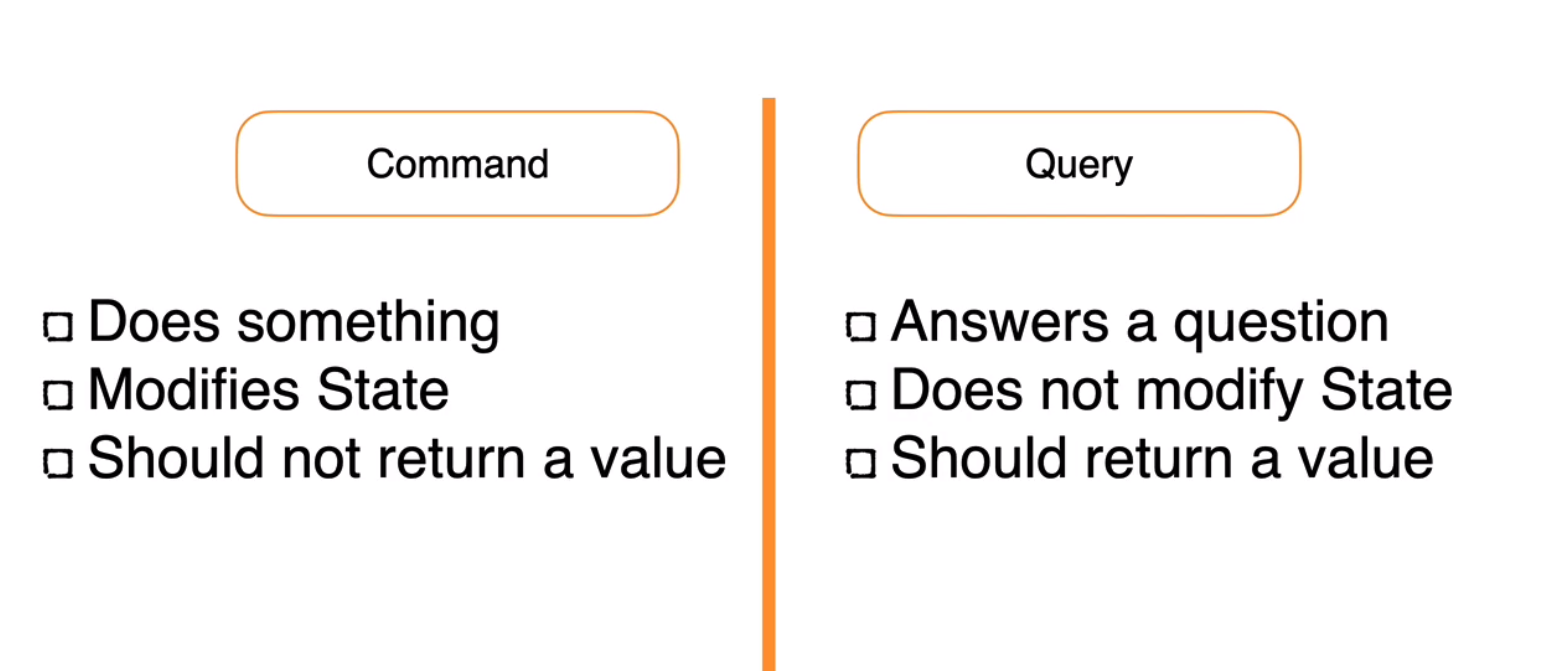 Command
Does something
Modifies State
Should not return a value
Query
Answers a question
Does not modify State
Should return a value